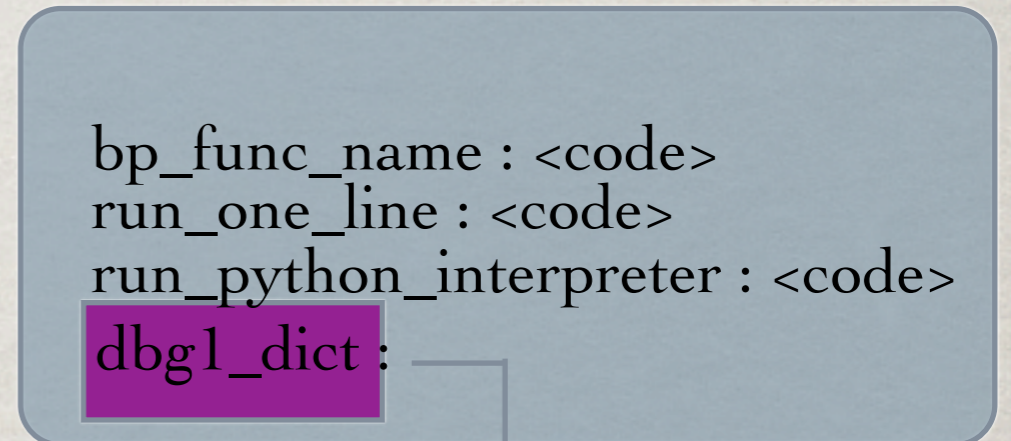 bp_func_name : <code>
run_one_line : <code>
run_python_interpreter : <code>
dbg1_dict :